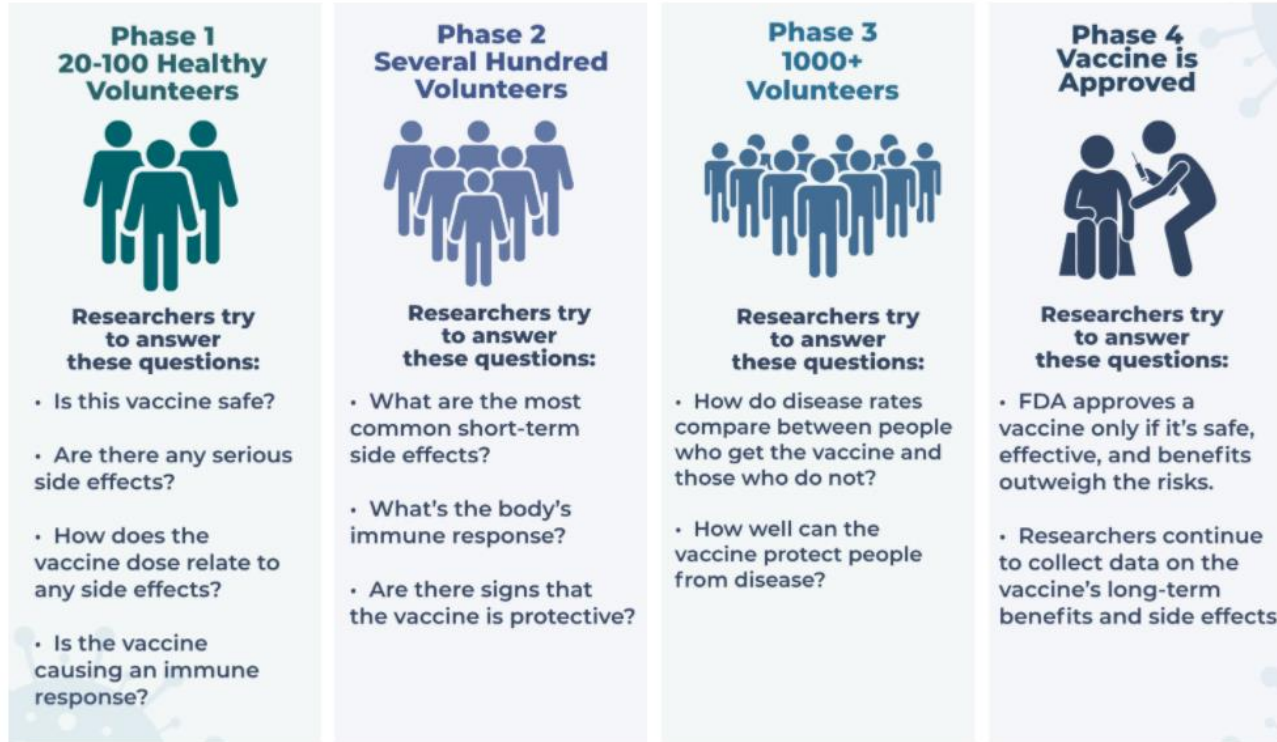 Phase 1
20-100 Healthy
Volunteers
Researchers try
to answer
these questions:
• Is this vaccine safe?
• Are there any serious
side effects?
• How does the
vaccine dose relate to
any side effects?
• Is the vaccine
causing an immune
response?
Phase 2
Several Hundred
Volunteers
Researchers try
to answer
these questions:
• What are the most
common short-term
side effects?
• What's the body's
immune response?
• Are there signs that
the vaccine is protective?
Phase 3
1000+
Volunteers
Researchers try
to answer
these questions:
• How do disease rates
compare between people
who get the vaccine and
those who do not?
• How well can the
vaccine protect people
from disease?
Phase 4
Vaccine is
Approved
Researchers try
to answer
these questions:
• FDA approves a
vaccine only if it's safe,
effective, and benefits
outweigh the risks.
• Researchers continue
to collect data on the
vaccine's long-term
benefits and side effects